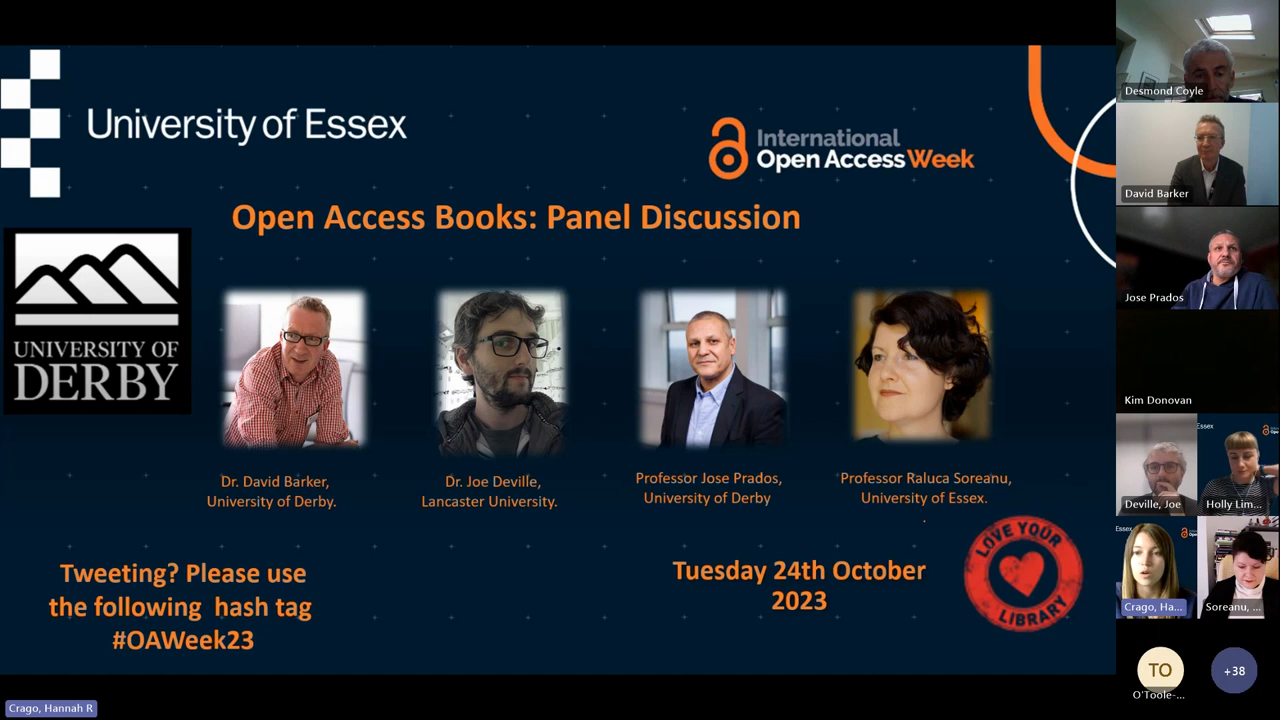 University of Essex
International
Open Access Week
Open Access Books: Panel Discussion
UNIVERSITY OF
DERBY
Dr. David Barker,
University of Derby.
Dr. Joe Deville,
Lancaster University.
Professor Jose Prados,
University of Derby
Professor Raluca Soreanu,
University of Essex.
.
Tweeting? Please use
the following hash tag
#OAWeek23
Tuesday 24th October
2023
LOVE YOUR
LIBRARY
Desmond Coyle
David Barker
Jose Prados
Kim Donovan
Essex
Deville, Joe
Holly Lim...
Essex
Crago, Ha...
Soreanu, ...
TO
O'Toole-...
+38
Crago, Hannah R